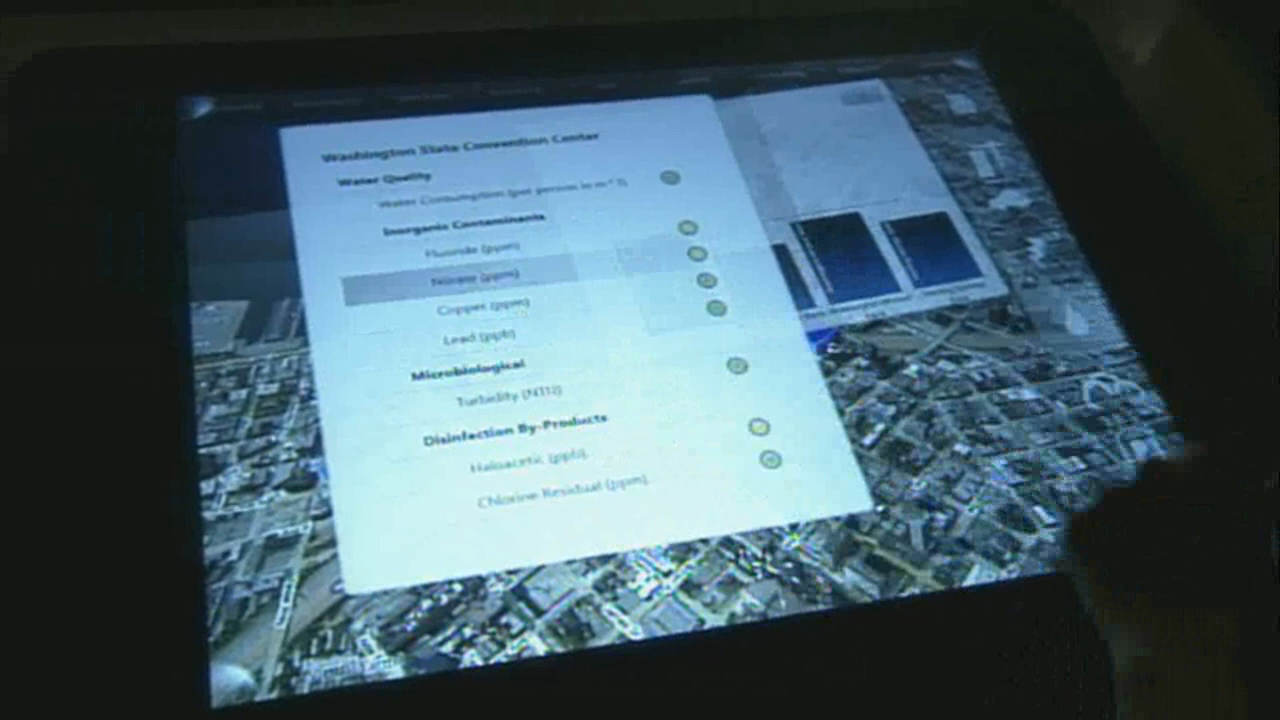 Washington State Convention Center
Water Quality
Water Consumption (per person in m^3)
Inorganic Contaminants
Fluoride (ppm)
Nitrate (ppm)
Copper (ppm)
Lead (ppb)
Microbiological
Turbidity (NTU)
Disinfection By-Products
Haloacetic (ppb)
Chlorine Residual (ppm)